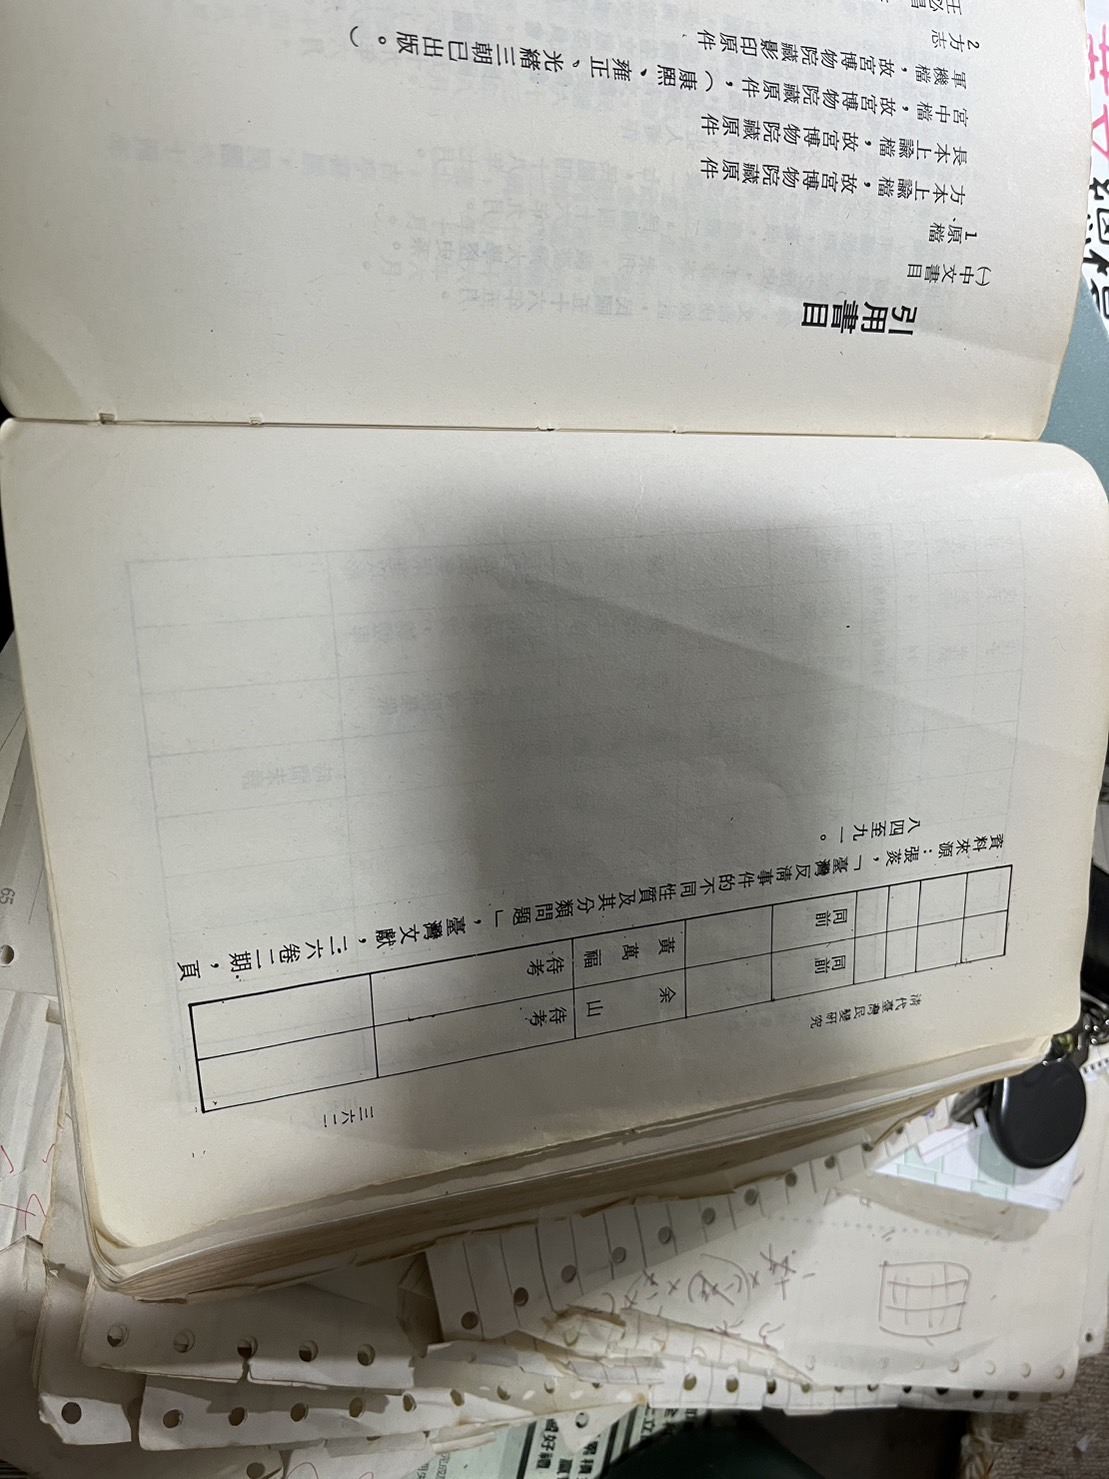 清代臺灣民變研究
三六二
同前
余山
待考
同前
黃萬福
待考
資料來源:張菼,「臺灣反清事件的不同性質及其分類問題」,臺灣文獻,二六卷一期,頁
八四至九一。
引用書目
㈠中文書目
1.原檔
方本上諭檔,故宮博物院藏原件
長本上諭檔,故宮博物院藏原件
宮中檔,故宮博物院藏原件,(康熙、雍正、光緒三朝已出版。)
軍機檔,故宮博物院藏影印原件
2方志
王必昌